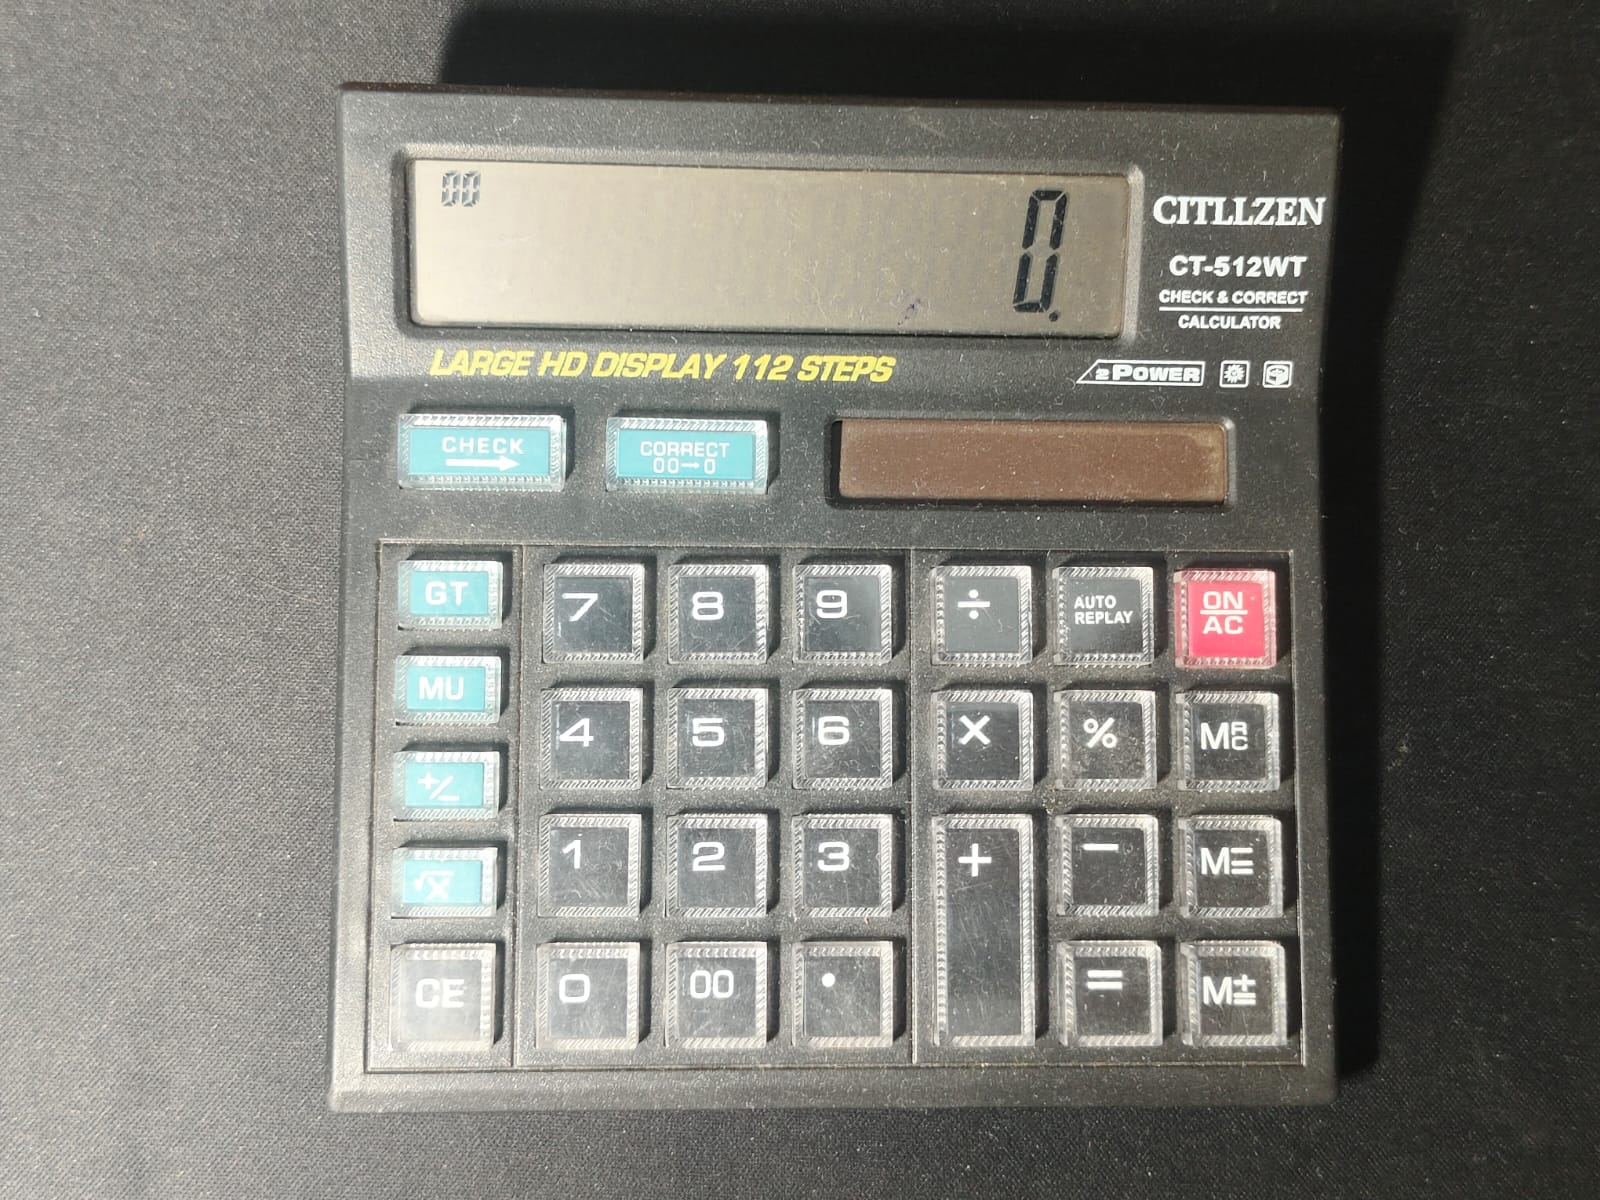 00
0.
CITLLZEN
CT-512WT
CHECK & CORRECT
CALCULATOR
LARGE HD DISPLAY 112 STEPS
2 POWER
CHECK →
CORRECT
00→0
GT
7 8 9 ÷
AUTO
REPLAY
ON
AC
MU
4 5 6 × %
MRC
+/−
1 2 3 + −
M=
√X
CE 0 00 . =
M±